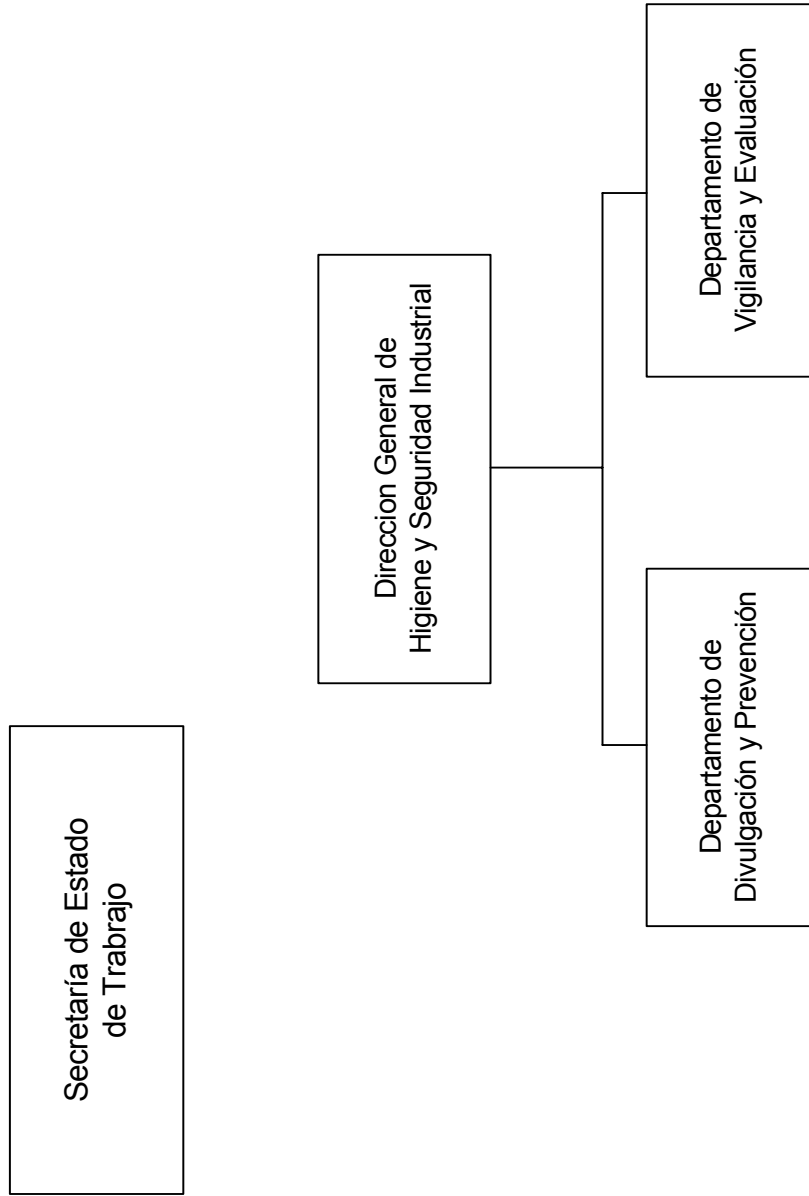 Secretaría de Estado
de Trabrajo
Direccion General de
Higiene y Seguridad Industrial
Departamento de
Divulgación y Prevención
Departamento de
Vigilancia y Evaluación